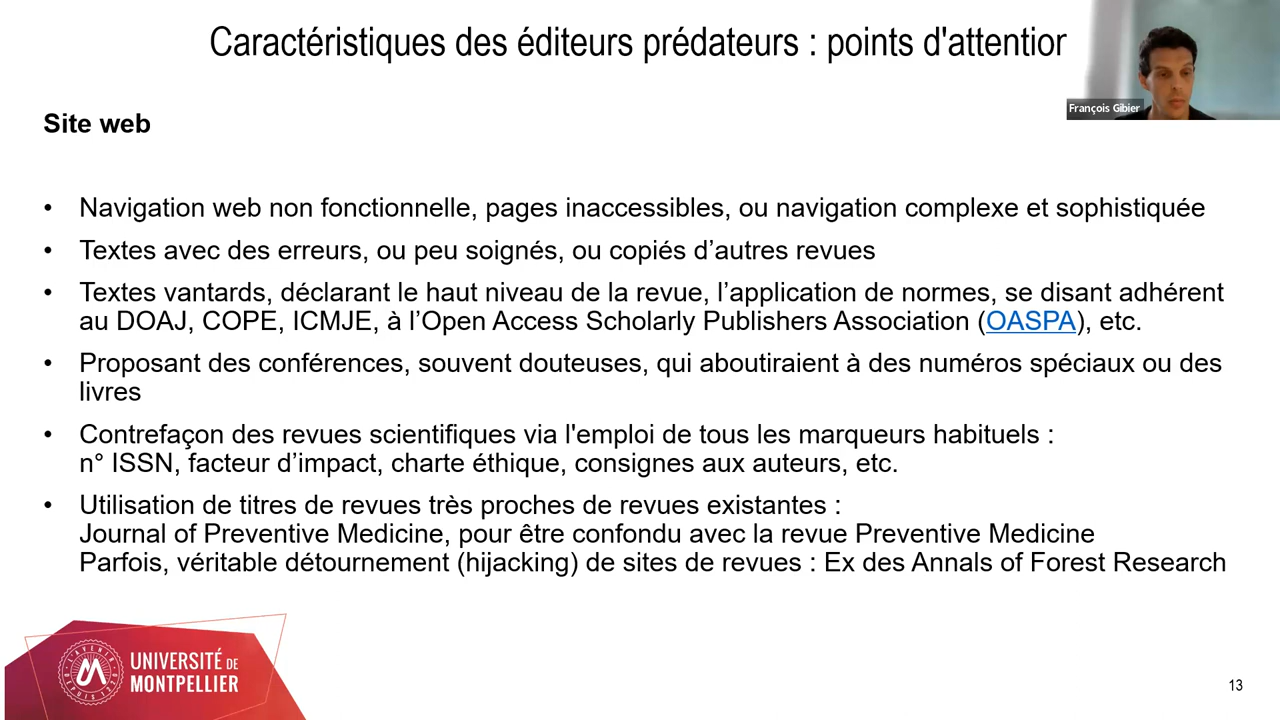 Caractéristiques des éditeurs prédateurs : points d'attention
François Gibier
Site web
• Navigation web non fonctionnelle, pages inaccessibles, ou navigation complexe et sophistiquée
• Textes avec des erreurs, ou peu soignés, ou copiés d’autres revues
• Textes vantards, déclarant le haut niveau de la revue, l’application de normes, se disant adhérent
au DOAJ, COPE, ICMJE, à l’Open Access Scholarly Publishers Association (OASPA), etc.
• Proposant des conférences, souvent douteuses, qui aboutiraient à des numéros spéciaux ou des
livres
• Contrefaçon des revues scientifiques via l'emploi de tous les marqueurs habituels :
n° ISSN, facteur d’impact, charte éthique, consignes aux auteurs, etc.
• Utilisation de titres de revues très proches de revues existantes :
Journal of Preventive Medicine, pour être confondu avec la revue Preventive Medicine
Parfois, véritable détournement (hijacking) de sites de revues : Ex des Annals of Forest Research
L'AVENIR
DEPUIS 1220
UNIVERSITÉ DE
MONTPELLIER
13